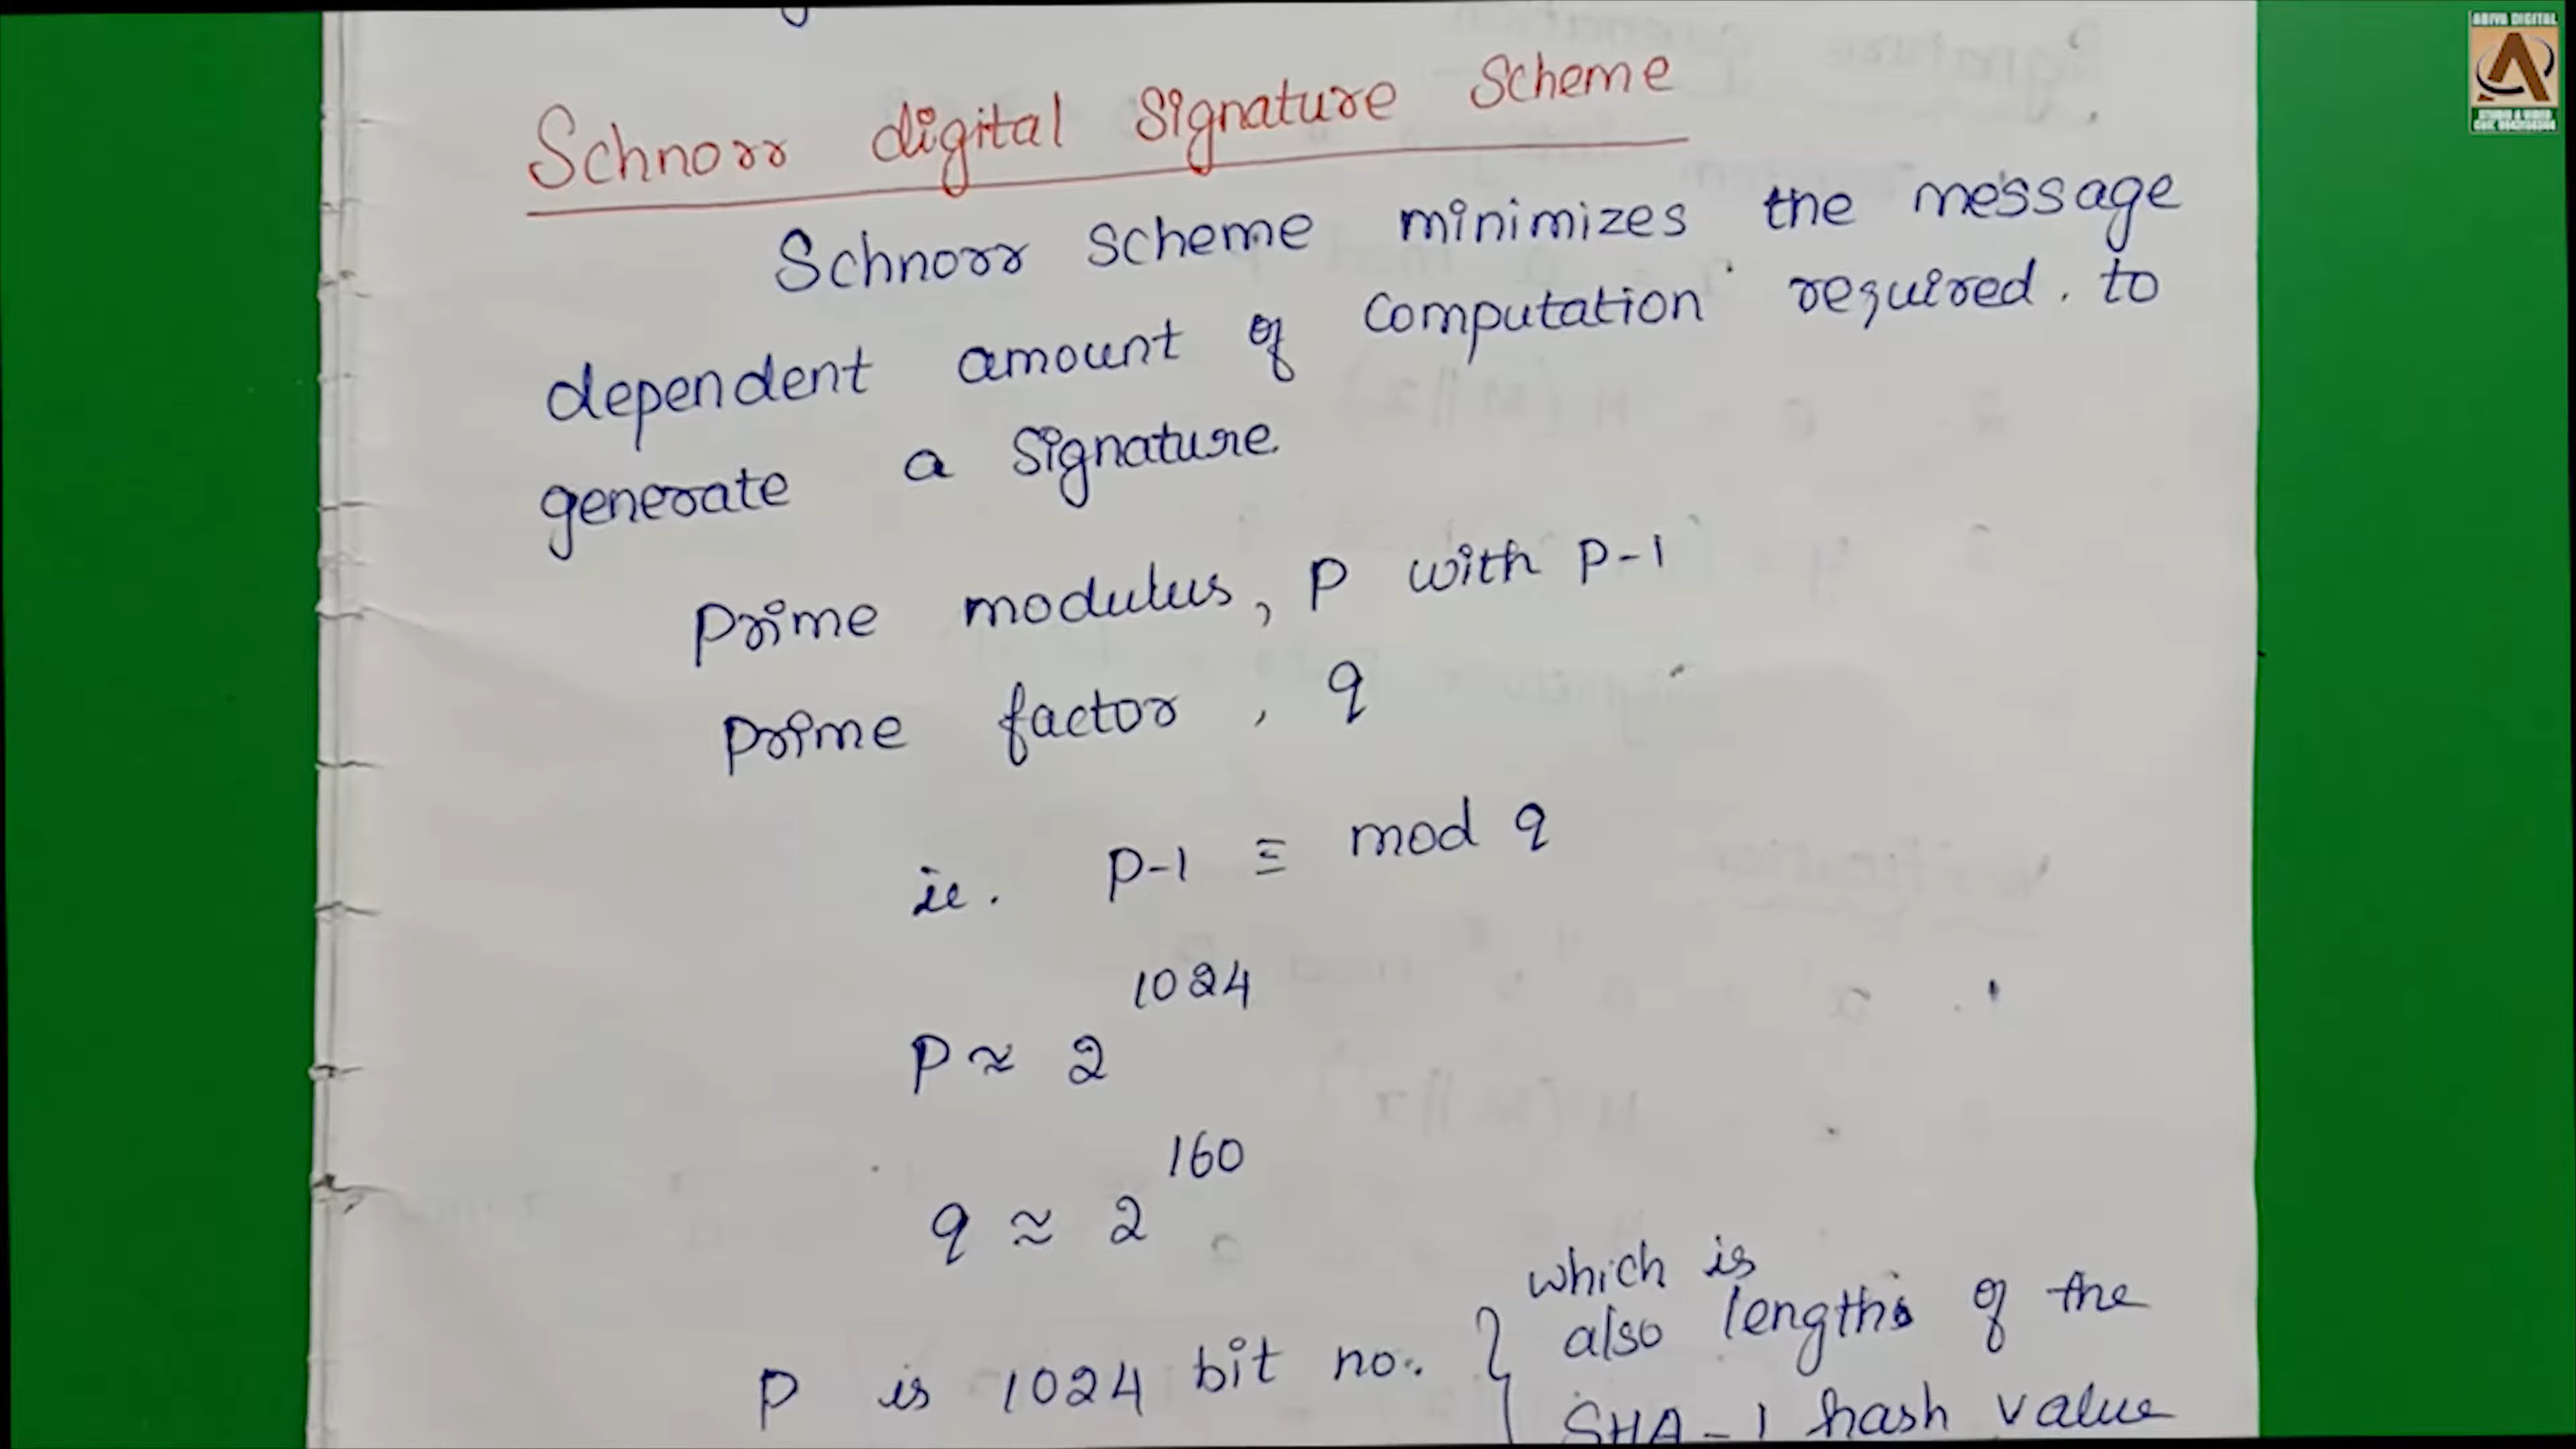 ABIVA DIGITAL
Schnorr digital Signature Scheme
Schnorr scheme minimizes the message
dependent amount of computation required. to
generate a Signature.
Prime modulus, P with P-1
Prime factor, q
ie. P-1 ≡ mod q
P ≈ 2^1024
q ≈ 2^160
P is 1024 bit no.
which is
also lengths of the
SHA-1 hash value